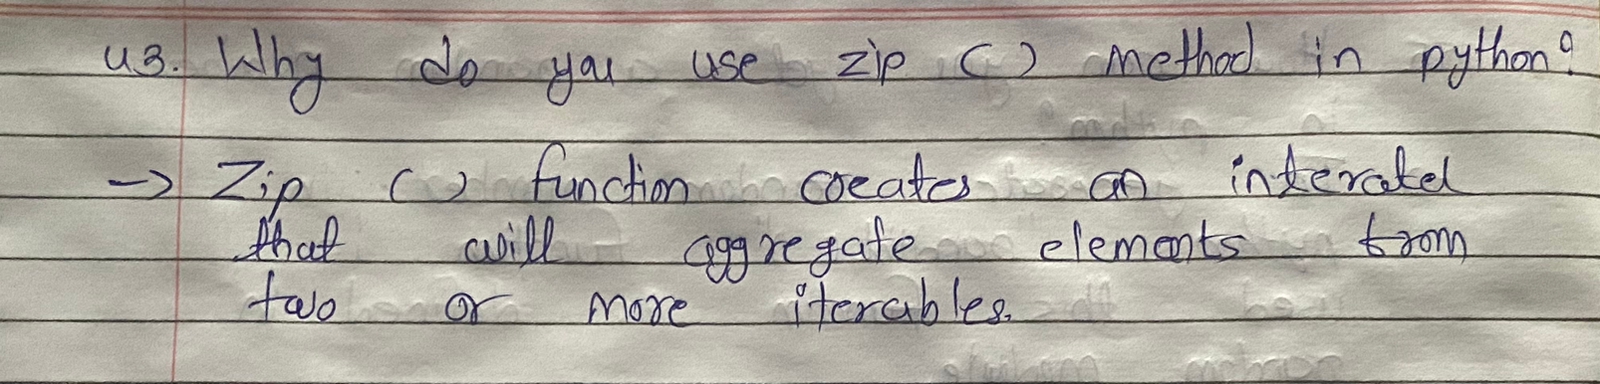 43. Why do you use zip () method in python?
→ Zip () function creates an interated
that will aggregate elements from
two or more iterables.